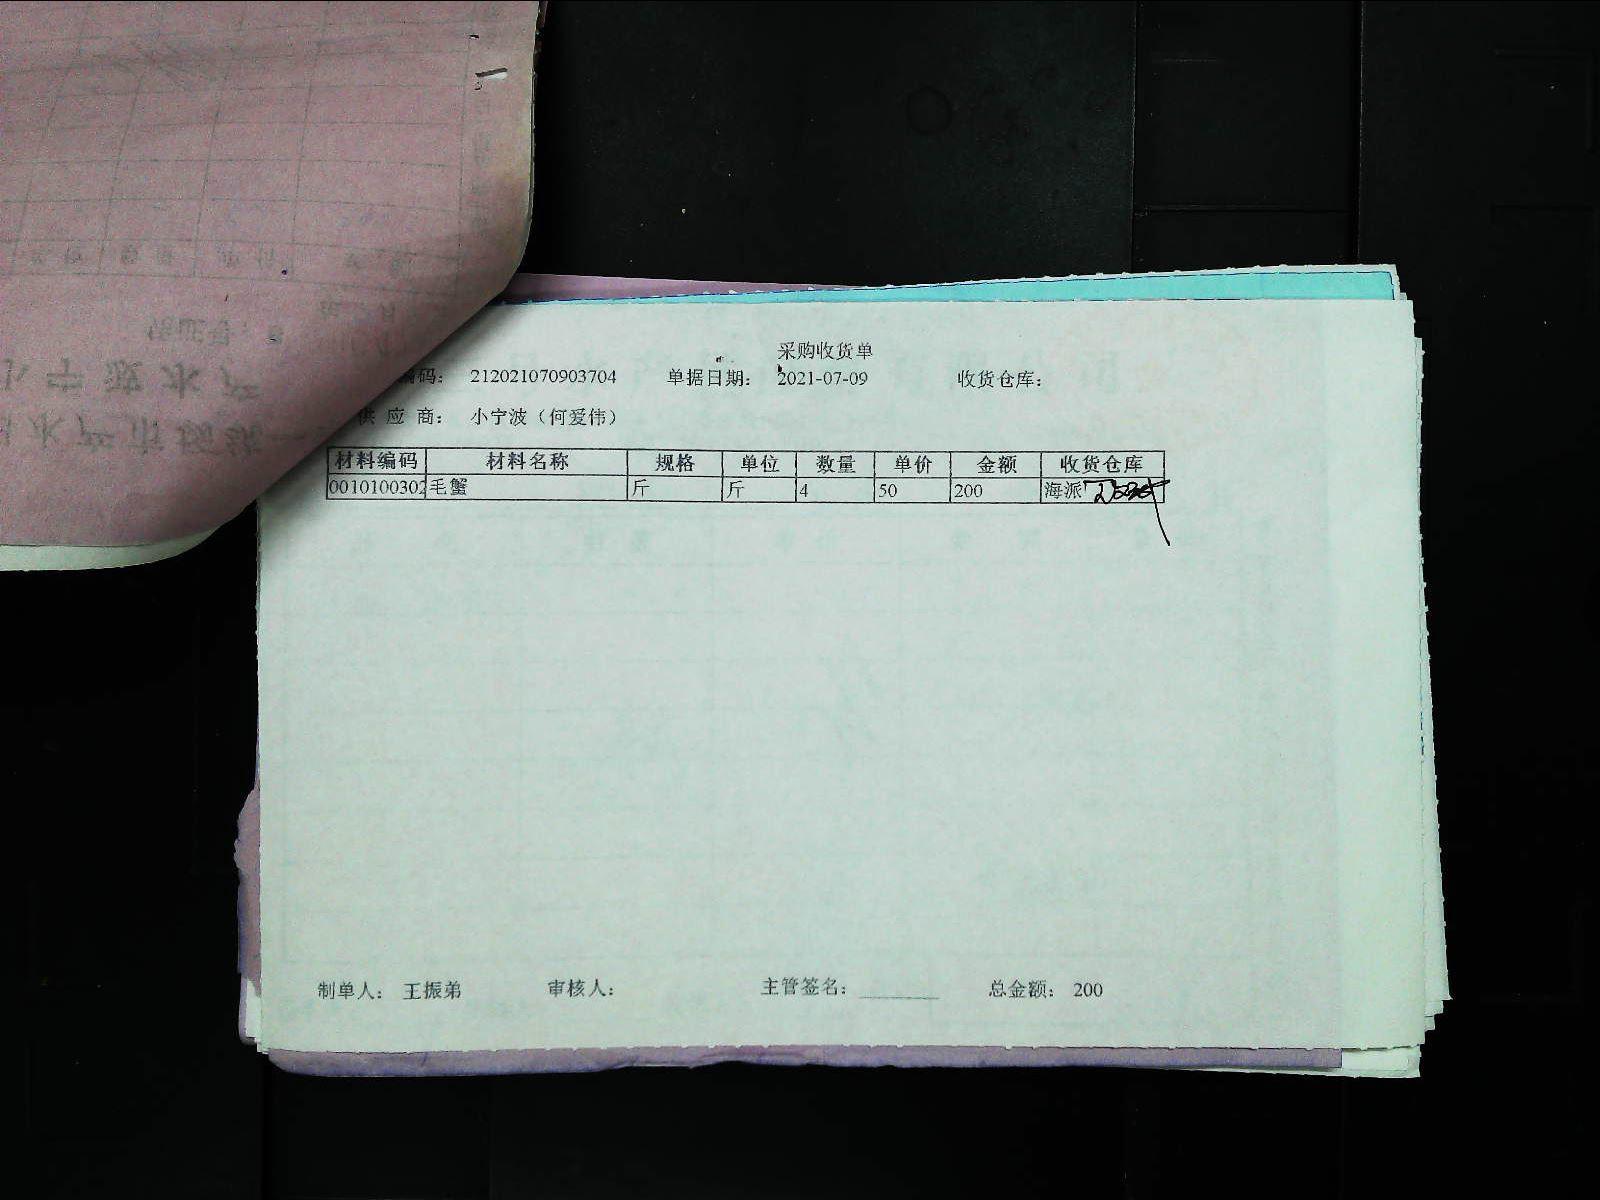 采购收货单
编码： 212021070903704 单据日期： 2021-07-09 收货仓库：
供 应 商： 小宁波（何爱伟）
材料编码 材料名称 规格 单位 数量 单价 金额 收货仓库
0010100302 毛蟹 斤 斤 4 50 200 海派
制单人： 王振弟 审核人： 主管签名： 总金额： 200